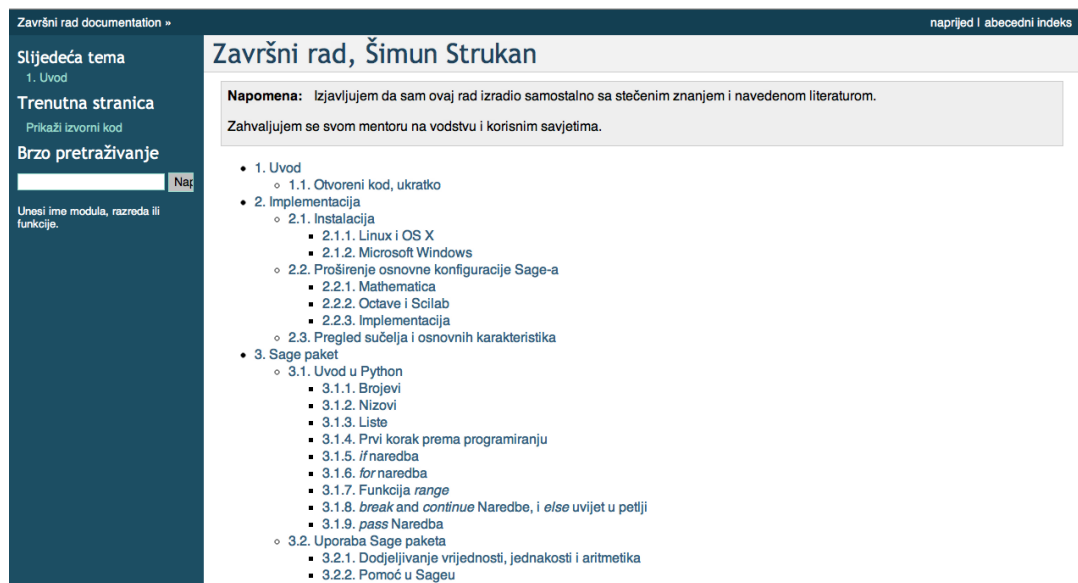 Završni rad documentation »
naprijed | abecedni indeks
Slijedeća tema
1. Uvod
Trenutna stranica
Prikaži izvorni kod
Brzo pretraživanje
Nap
Unesi ime modula, razreda ili
funkcije.
Završni rad, Šimun Strukan
Napomena: Izjavljujem da sam ovaj rad izradio samostalno sa stečenim znanjem i navedenom literaturom.
Zahvaljujem se svom mentoru na vodstvu i korisnim savjetima.
1. Uvod
1.1. Otvoreni kod, ukratko
2. Implementacija
2.1. Instalacija
2.1.1. Linux i OS X
2.1.2. Microsoft Windows
2.2. Proširenje osnovne konfiguracije Sage-a
2.2.1. Mathematica
2.2.2. Octave i Scilab
2.2.3. Implementacija
2.3. Pregled sučelja i osnovnih karakteristika
3. Sage paket
3.1. Uvod u Python
3.1.1. Brojevi
3.1.2. Nizovi
3.1.3. Liste
3.1.4. Prvi korak prema programiranju
3.1.5. if naredba
3.1.6. for naredba
3.1.7. Funkcija range
3.1.8. break and continue Naredbe, i else uvijet u petlji
3.1.9. pass Naredba
3.2. Uporaba Sage paketa
3.2.1. Dodjeljivanje vrijednosti, jednakosti i aritmetika
3.2.2. Pomoć u Sageu